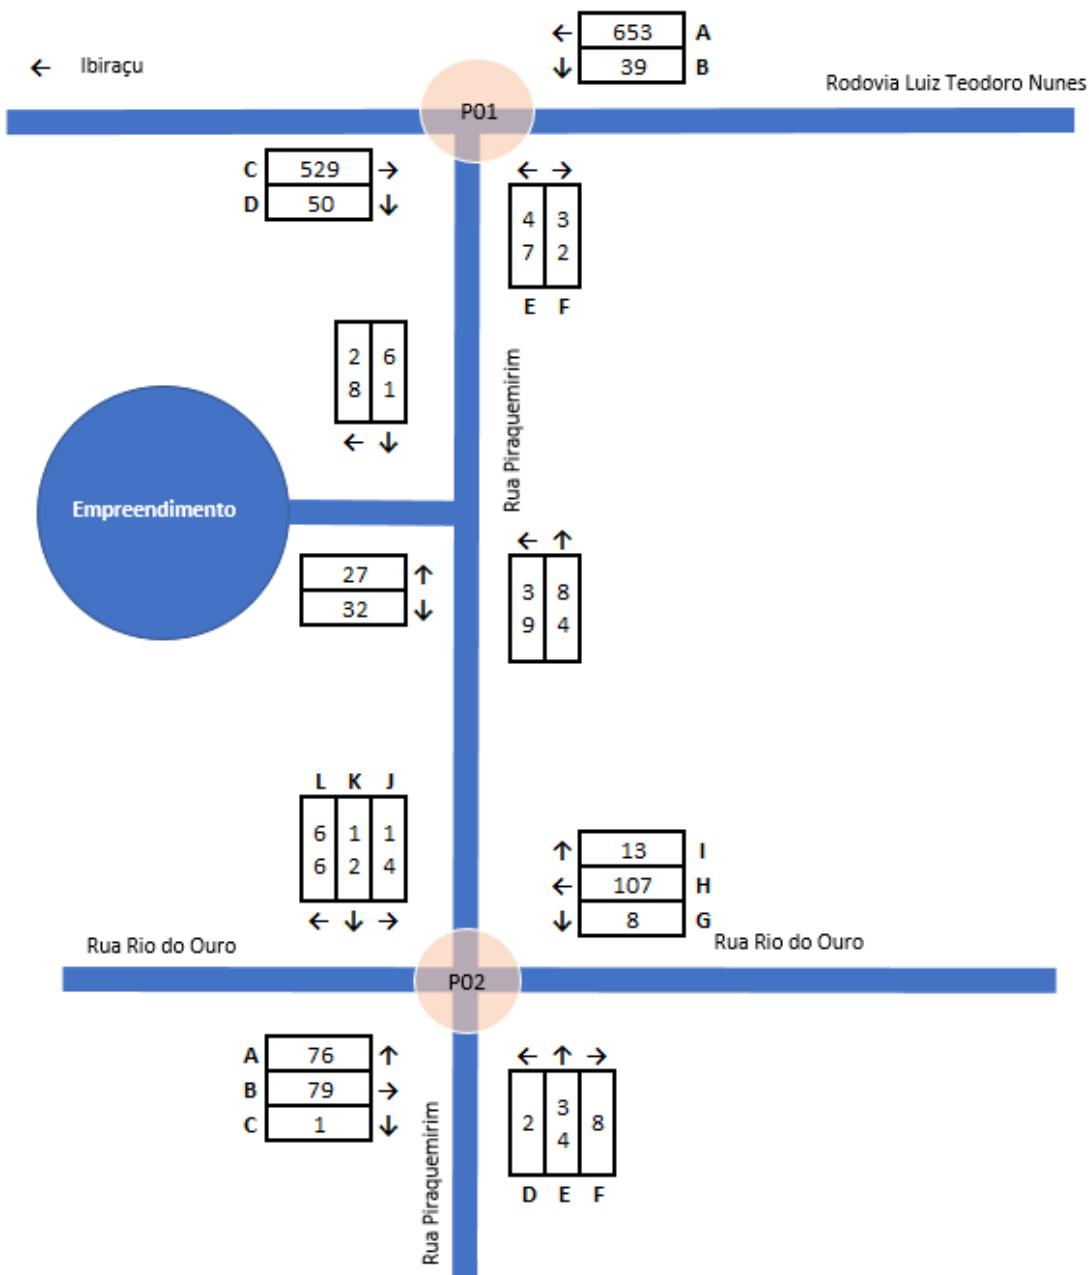 ← 653 A
↓ 39 B
← Ibiraçu
Rodovia Luiz Teodoro Nunes
P01
C 529 →
D 50 ↓
← →
4 3
7 2
E F
2 6
8 1
← ↓
Rua Piraquemirim
Empreendimento
← ↑
27 ↑
32 ↓
3 8
9 4
L K J
6 1 1
6 2 4
← ↓ →
↑ 13 I
← 107 H
↓ 8 G
Rua Rio do Ouro
Rua Rio do Ouro
P02
A 76 ↑
B 79 →
C 1 ↓
← ↑ →
2 3 8
4
D E F
Rua Piraquemirim